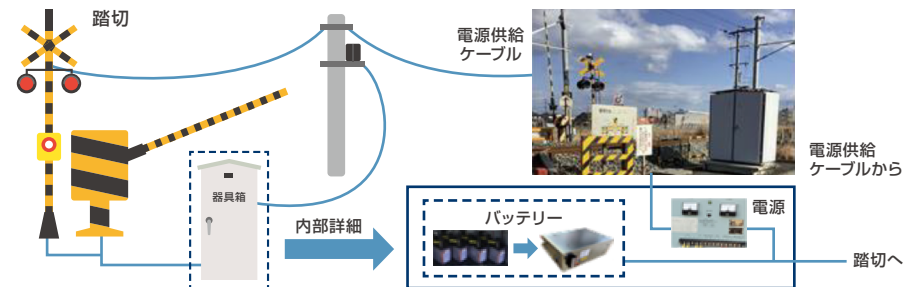 踏切
電源供給
ケーブル
電源供給
ケーブルから
器具箱
内部詳細
バッテリー
電源
踏切へ